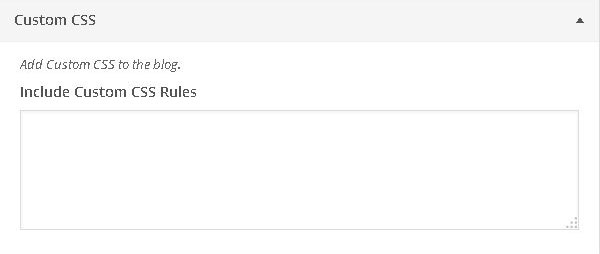 Custom CSS
Add Custom CSS to the blog.
Include Custom CSS Rules